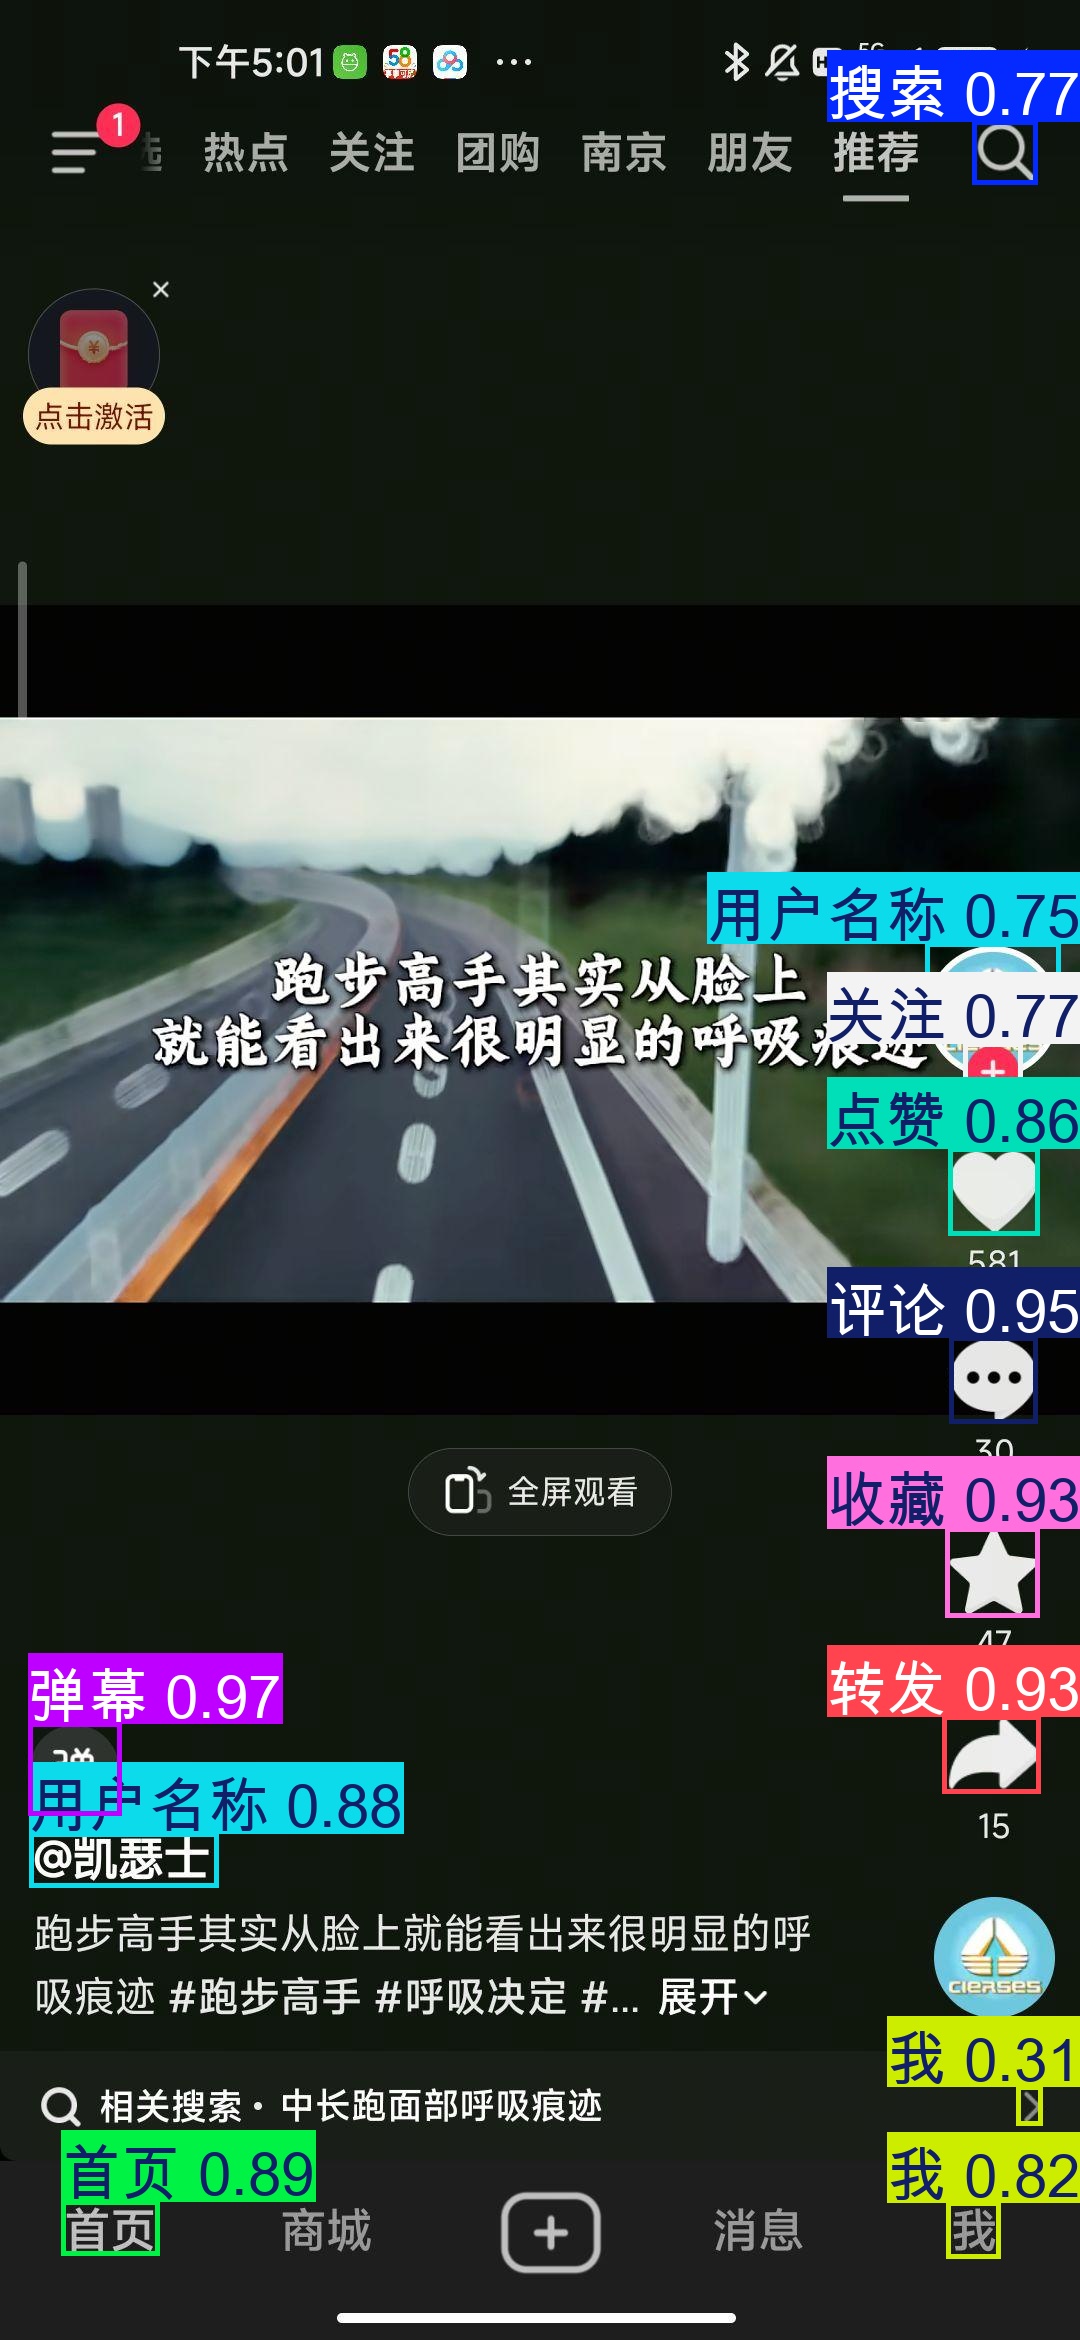 下午5:01
搜索 0.77
1
热点 关注 团购 南京 朋友 推荐
点击激活
用户名称 0.75
跑步高手其实从脸上
就能看出来很明显的呼吸痕迹
关注 0.77
点赞 0.86
581
评论 0.95
30
全屏观看
收藏 0.93
47
弹幕 0.97
转发 0.93
用户名称 0.88
15
@凯瑟士
跑步高手其实从脸上就能看出来很明显的呼
吸痕迹 #跑步高手 #呼吸决定 #... 展开
CIERSES
我 0.31
相关搜索· 中长跑面部呼吸痕迹
首页 0.89
我 0.82
首页 商城 消息 我